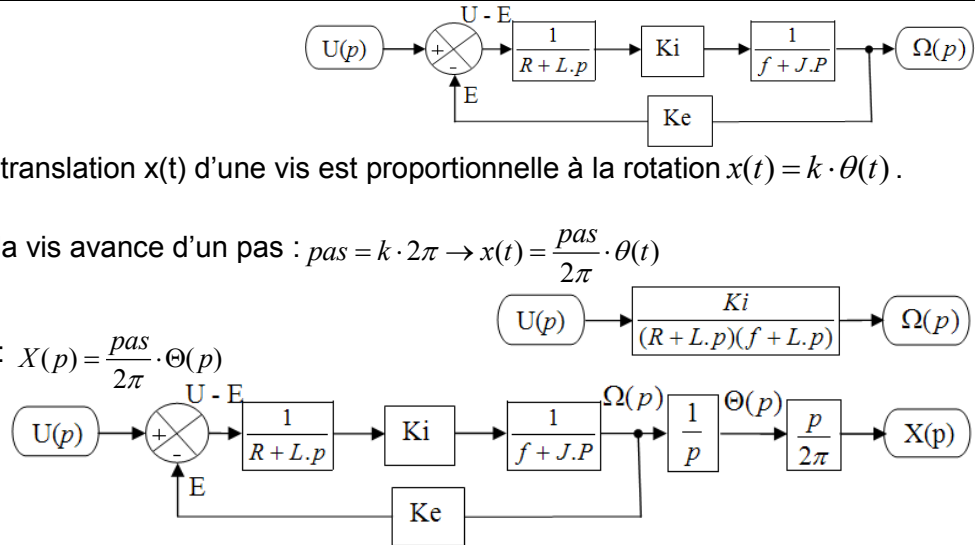 U - E
U(p) + - 1/(R + L.p) Ki 1/(f + J.P) Ω(p)
E
Ke
translation x(t) d’une vis est proportionnelle à la rotation x(t) = k · θ(t) .
a vis avance d’un pas : pas = k · 2π → x(t) = pas/2π · θ(t)
U(p) Ki/((R + L.p)(f + L.p)) Ω(p)
: X(p) = pas/2π · Θ(p)
U - E
U(p) + - 1/(R + L.p) Ki 1/(f + J.P) Ω(p) 1/p Θ(p) p/2π X(p)
E
Ke